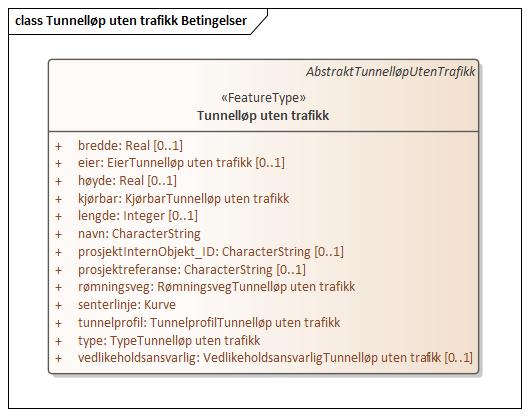 class Tunnelløp uten trafikk Betingelser
AbstraktTunnelløpUtenTrafikk
«FeatureType»
Tunnelløp uten trafikk
+ bredde: Real [0..1]
+ eier: EierTunnelløp uten trafikk [0..1]
+ høyde: Real [0..1]
+ kjørbar: KjørbarTunnelløp uten trafikk
+ lengde: Integer [0..1]
+ navn: CharacterString
+ prosjektInternObjekt_ID: CharacterString [0..1]
+ prosjektreferanse: CharacterString [0..1]
+ rømningsveg: RømningsvegTunnelløp uten trafikk
+ senterlinje: Kurve
+ tunnelprofil: TunnelprofilTunnelløp uten trafikk
+ type: TypeTunnelløp uten trafikk
+ vedlikeholdsansvarlig: VedlikeholdsansvarligTunnelløp uten trafikk [0..1]